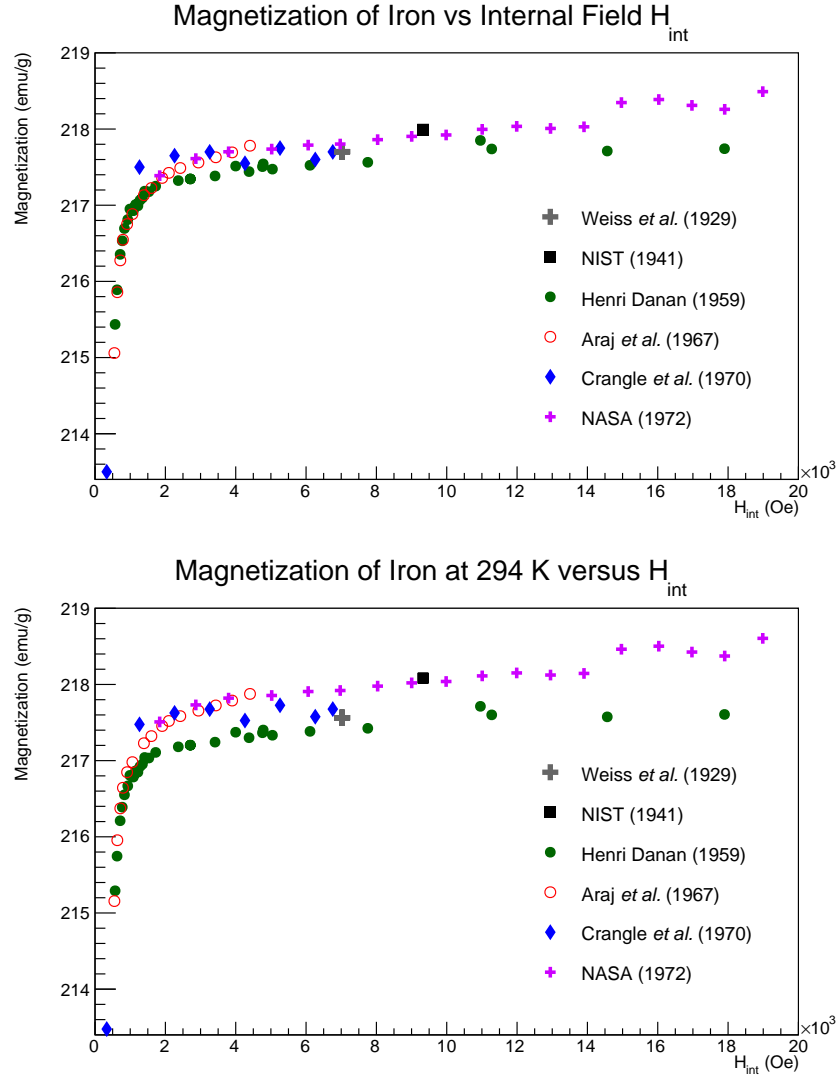 Magnetization of Iron vs Internal Field H_int
Magnetization (emu/g)
219
218
217
216
215
214
Weiss et al. (1929)
NIST (1941)
Henri Danan (1959)
Araj et al. (1967)
Crangle et al. (1970)
NASA (1972)
0 2 4 6 8 10 12 14 16 18 20
×10³
H_int (Oe)
Magnetization of Iron at 294 K versus H_int
Magnetization (emu/g)
219
218
217
216
215
214
Weiss et al. (1929)
NIST (1941)
Henri Danan (1959)
Araj et al. (1967)
Crangle et al. (1970)
NASA (1972)
0 2 4 6 8 10 12 14 16 18 20
×10³
H_int (Oe)